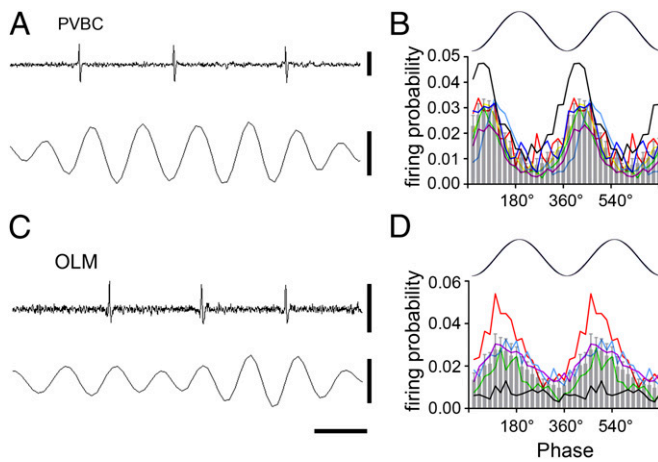 A
PVBC
B
firing probability
0.05
0.04
0.03
0.02
0.01
0.00
180° 360° 540°
C
OLM
D
firing probability
0.06
0.04
0.02
0.00
180° 360° 540°
Phase